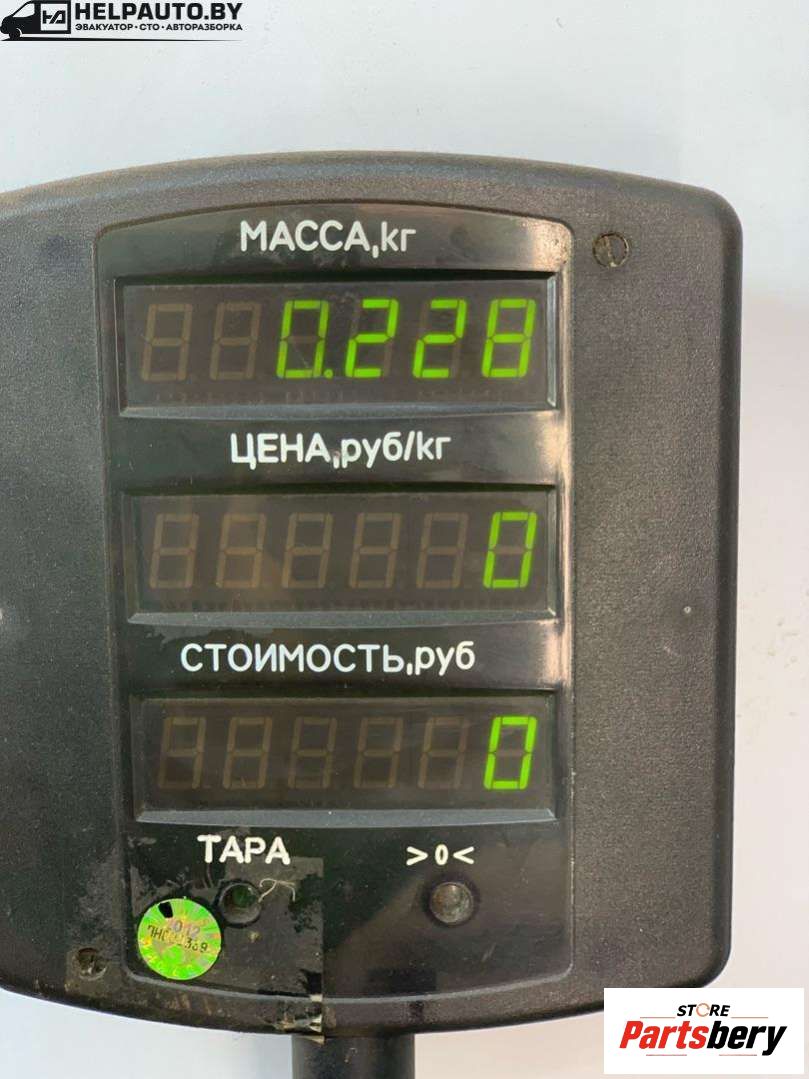 HELPAUTO.BY
ЭВАКУАТОР•СТО•АВТОРАЗБОРКА
МАССА,кг
0.228
ЦЕНА,руб/кг
0
СТОИМОСТЬ,руб
0
ТАРА >0<
STORE
Partsbery